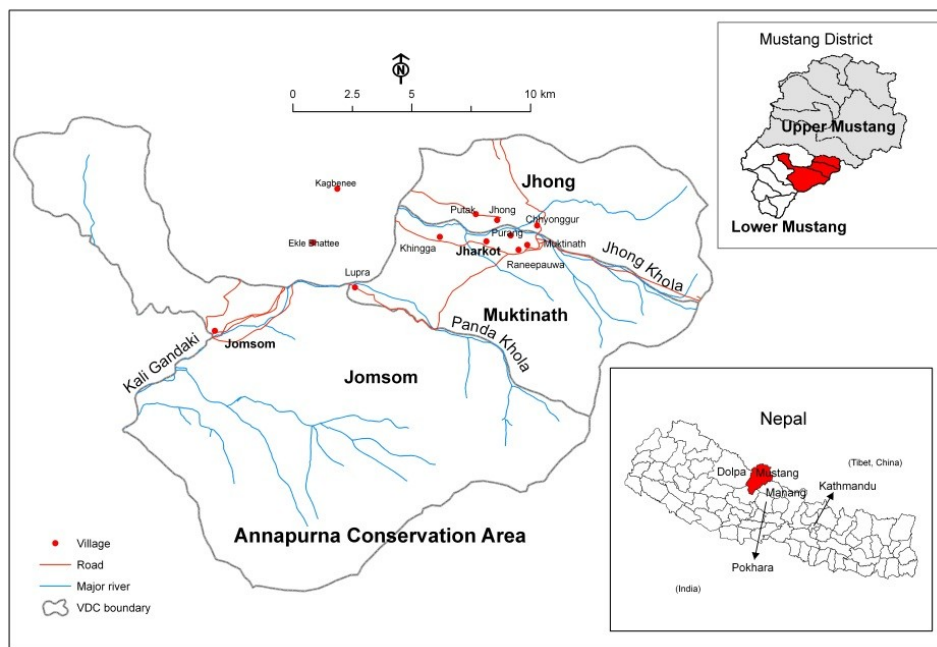 Mustang District
Upper Mustang
Lower Mustang
N
0 2.5 5 10 km
Kagbenee
Jhong
Putak Jhong
Chhyonggur
Purang
Ekle Bhattee
Khingga
Jharkot
Muktinath
Raneepauwa
Lupra
Jhong Khola
Muktinath
Panda Khola
Kali Gandaki
Jomsom
Jomsom
Annapurna Conservation Area
Village
Road
Major river
VDC boundary
Nepal
(Tibet, China)
Dolpa Mustang
Kathmandu
Manang
Pokhara
(India)